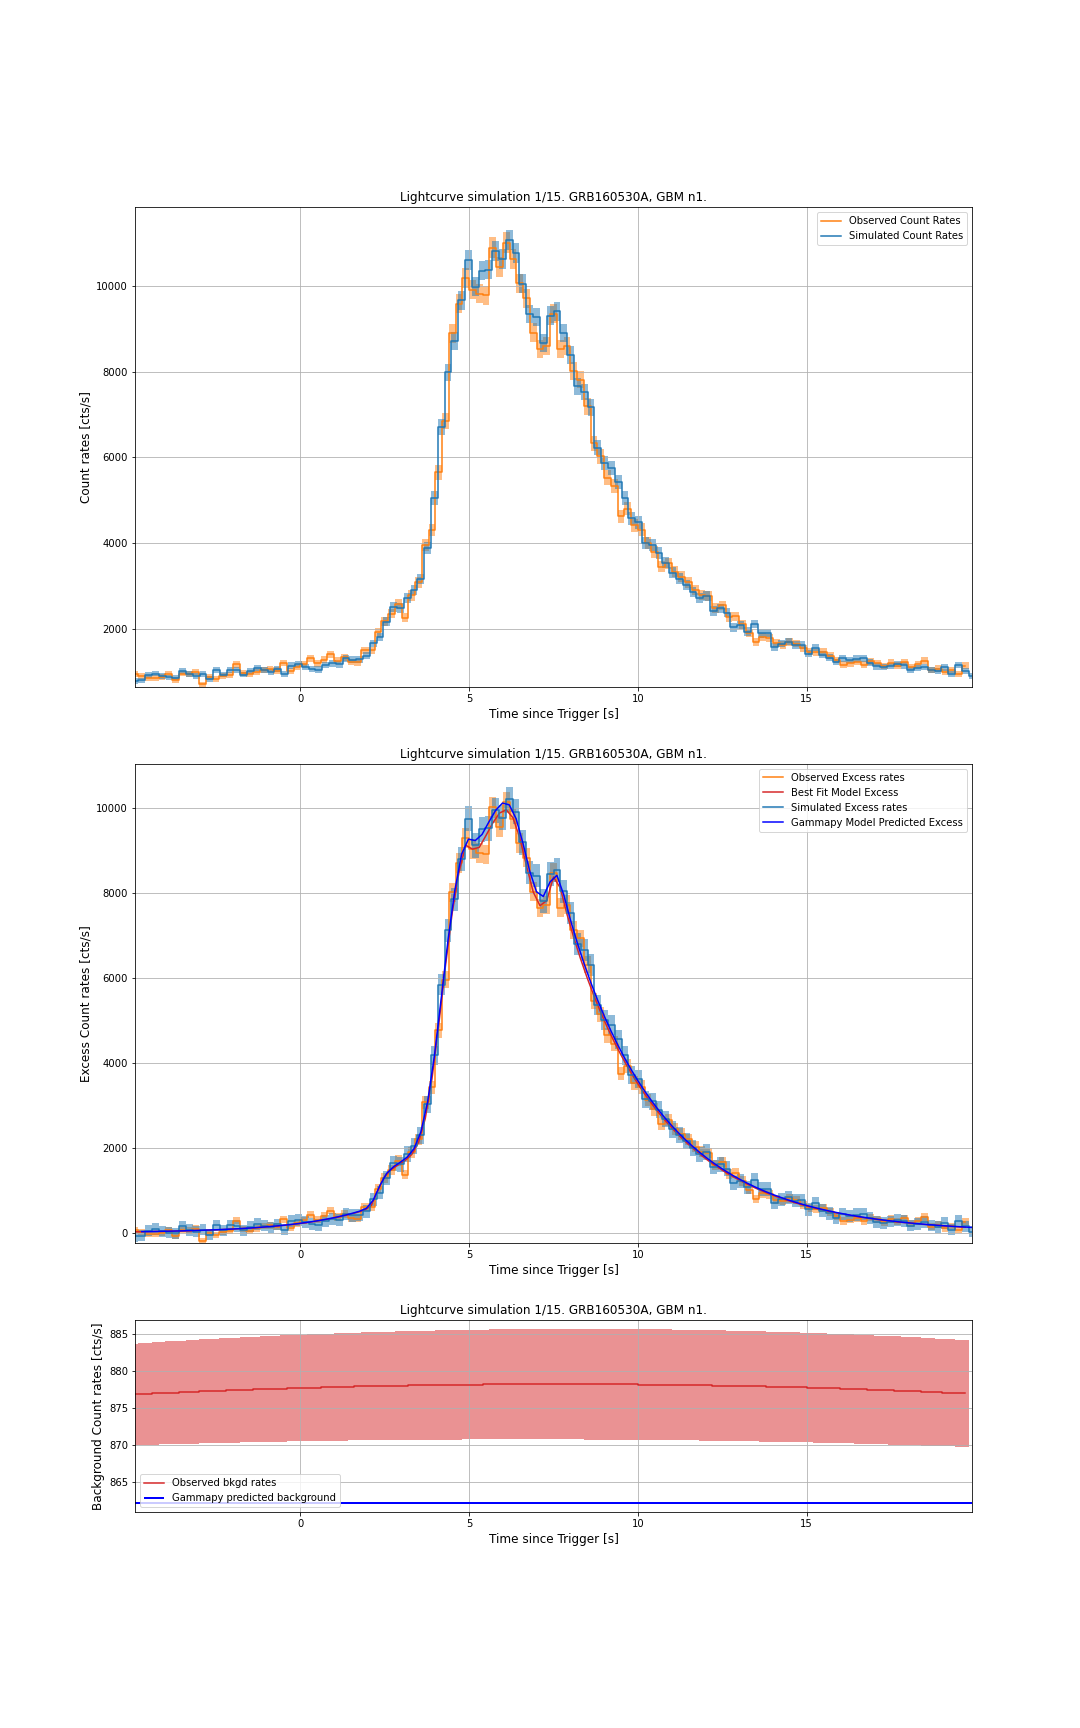 Lightcurve simulation 1/15. GRB160530A, GBM n1.
Observed Count Rates
Simulated Count Rates
Count rates [cts/s]
10000
8000
6000
4000
2000
0 5 10 15
Time since Trigger [s]
Lightcurve simulation 1/15. GRB160530A, GBM n1.
Observed Excess rates
Best Fit Model Excess
Simulated Excess rates
Gammapy Model Predicted Excess
Excess Count rates [cts/s]
10000
8000
6000
4000
2000
0
0 5 10 15
Time since Trigger [s]
Lightcurve simulation 1/15. GRB160530A, GBM n1.
Background Count rates [cts/s]
885
880
875
870
865
Observed bkgd rates
Gammapy predicted background
0 5 10 15
Time since Trigger [s]